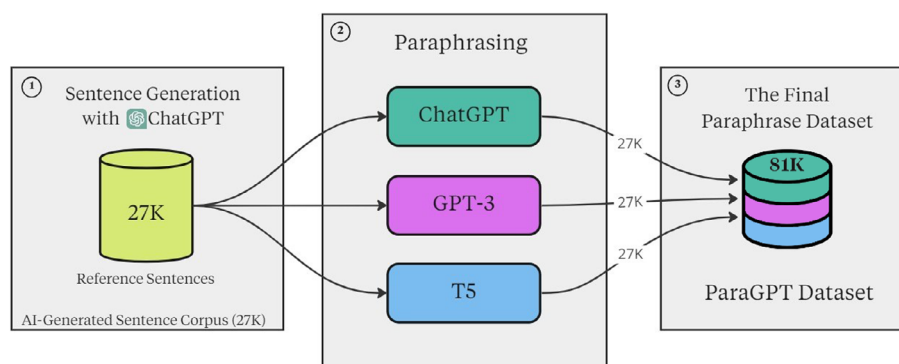 1
Sentence Generation
with ChatGPT
27K
Reference Sentences
AI-Generated Sentence Corpus (27K)
2
Paraphrasing
ChatGPT
GPT-3
T5
27K
27K
27K
3
The Final
Paraphrase Dataset
81K
ParaGPT Dataset